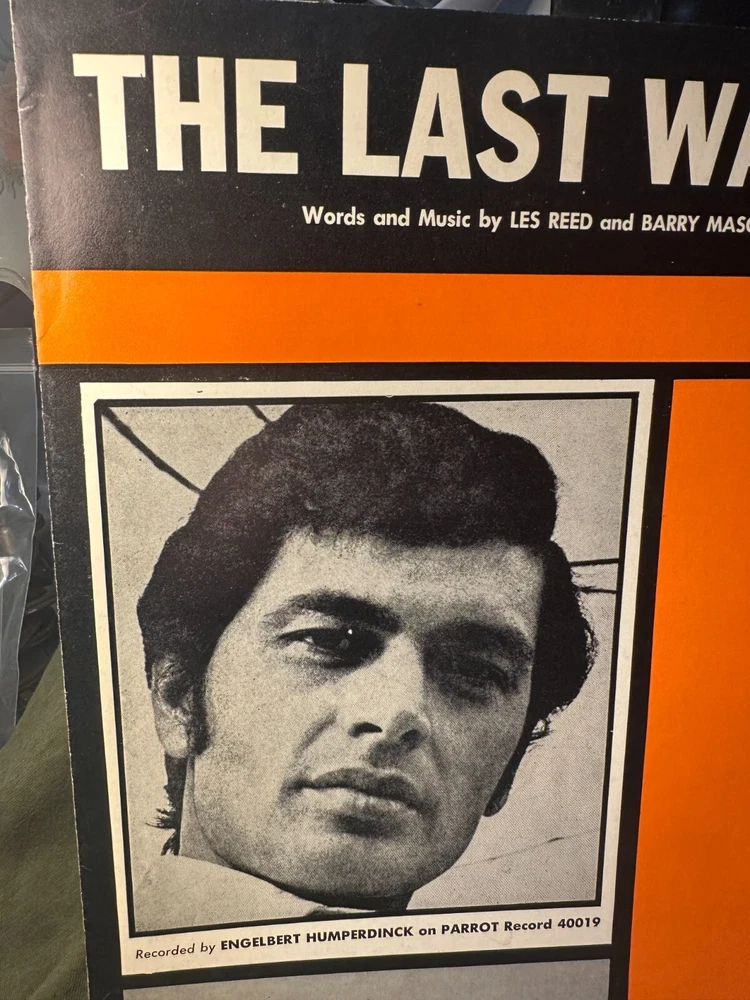 THE LAST WA
Words and Music by LES REED and BARRY MASO
Recorded by ENGELBERT HUMPERDINCK on PARROT Record 40019